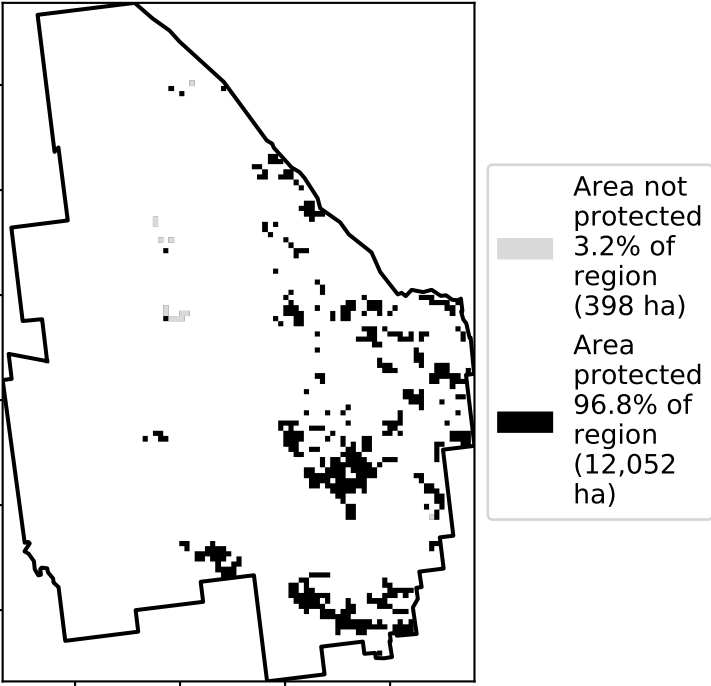 Area not
protected
3.2% of
region
(398 ha)
Area
protected
96.8% of
region
(12,052
ha)